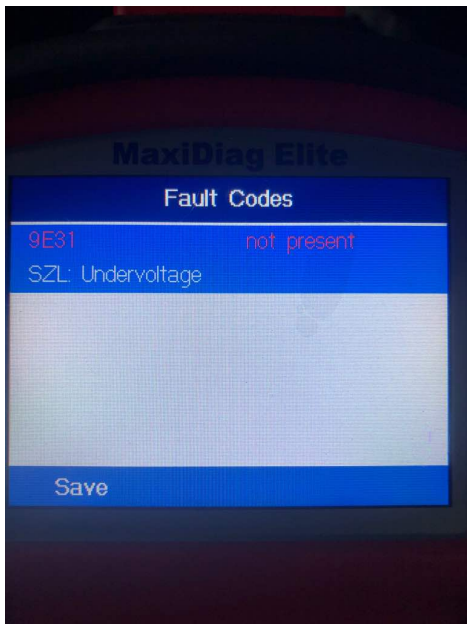 MaxiDiag Elite
Fault Codes
9E31 not present
SZL: Undervoltage
Save